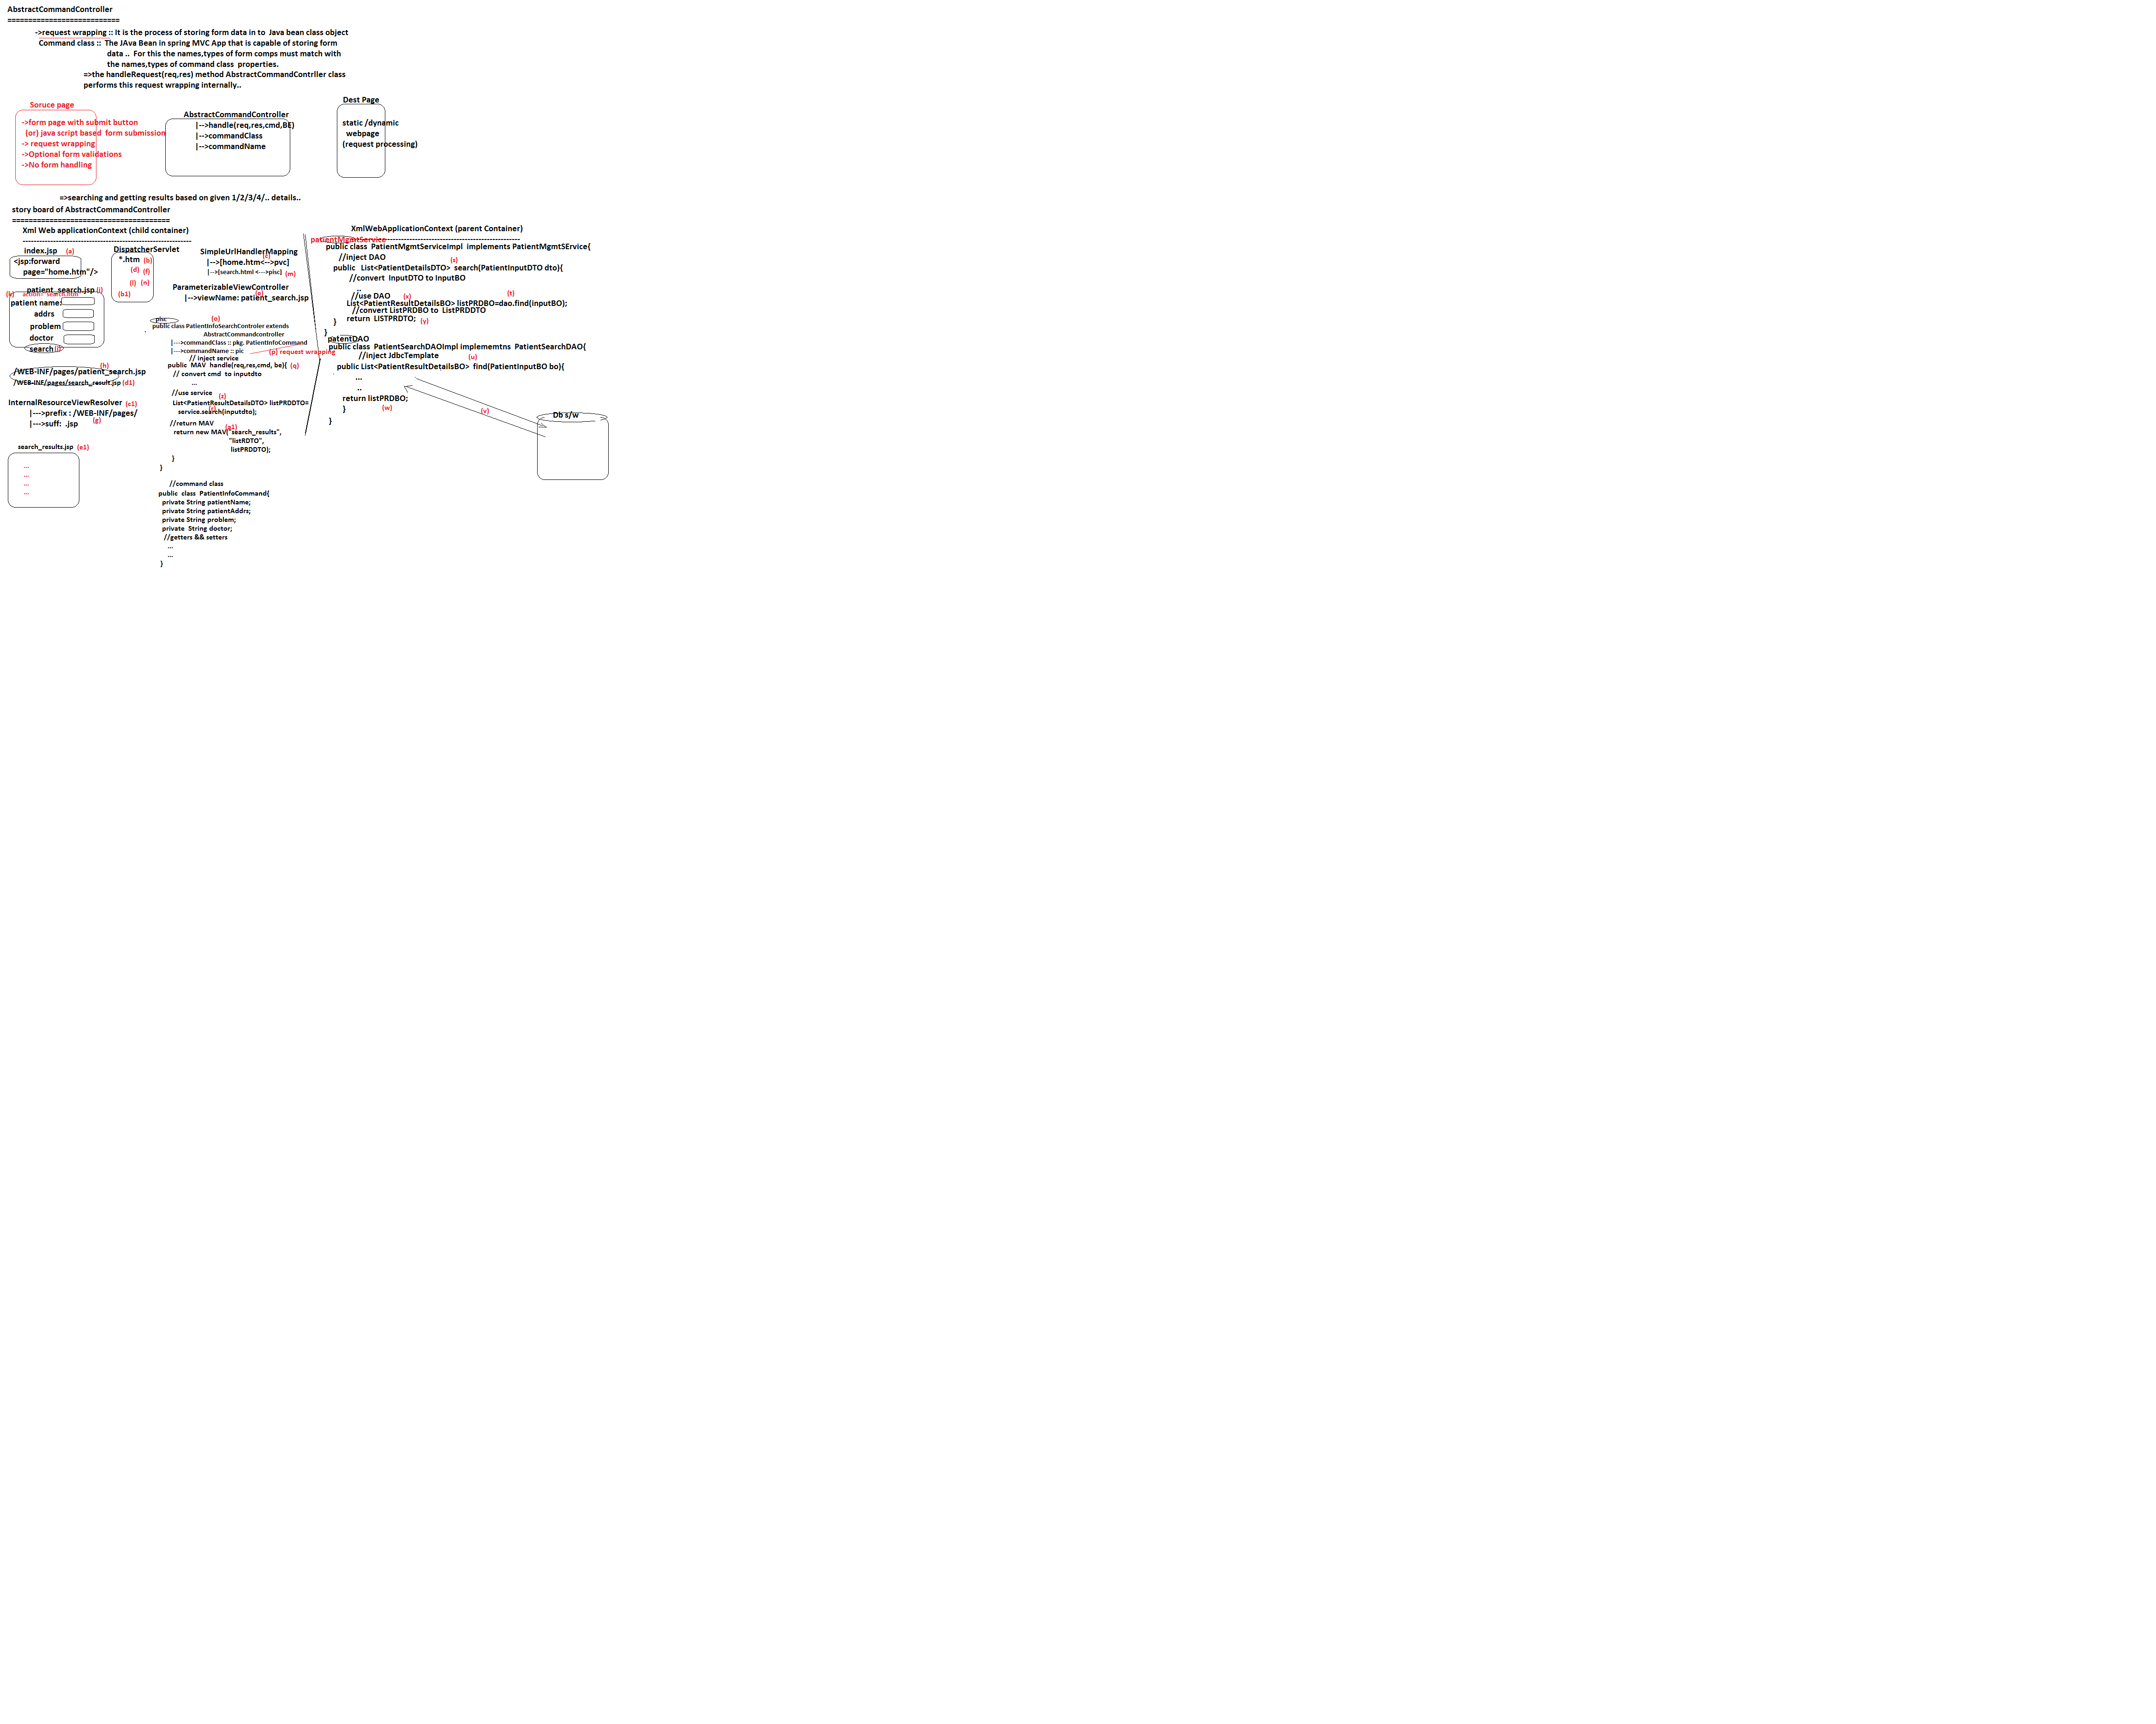 AbstractCommandController
===========================
->request wrapping :: It is the process of storing form data in to Java bean class object
Command class :: The JAva Bean in spring MVC App that is capable of storing form
data .. For this the names,types of form comps must match with
the names,types of command class properties.
=>the handleRequest(req,res) method AbstractCommandContrller class
performs this request wrapping internally..
Soruce page
->form page with submit button
(or) java script based form submission
-> request wrapping
->Optional form validations
->No form handling
AbstractCommandController
|-->handle(req,res,cmd,BE)
|-->commandClass
|-->commandName
Dest Page
static /dynamic
webpage
(request processing)
=>searching and getting results based on given 1/2/3/4/.. details..
story board of AbstractCommandController
======================================
Xml Web applicationContext (child container)
--------------------------------------------------------------
index.jsp (a)
<jsp:forward
page="home.htm"/>
DispatcherServlet
*.htm (b)
(d) (f)
(l) (n)
(b1)
SimpleUrlHandlerMapping
(c)
|-->[home.htm<-->pvc]
|-->[search.html <--->pisc] (m)
ParameterizableViewController
(e)
|-->viewName: patient_search.jsp
patient_search.jsp (i)
(k) action="search.htm"
patient name:
addrs
problem
doctor
search (j)
(h)
/WEB-INF/pages/patient_search.jsp
/WEB-INF/pages/search_result.jsp (d1)
InternalResourceViewResolver (c1)
|--->prefix : /WEB-INF/pages/
|--->suff: .jsp (g)
search_results.jsp (e1)
...
...
...
...
pisc (o)
public class PatientInfoSearchControler extends
AbstractCommandcontroller
|--->commandClass :: pkg. PatientInfoCommand
|--->commandName :: pic (p) request wrapping
// inject service
public MAV handle(req,res,cmd, be){ (q)
// convert cmd to inputdto
...
//use service (z)
List<PatientResultDetailsDTO> listPRDDTO=
(r)
service.search(inputdto);
//return MAV (a1)
return new MAV("search_results",
"listRDTO",
listPRDDTO);
}
}
//command class
public class PatientInfoCommand{
private String patientName;
private String patientAddrs;
private String problem;
private String doctor;
//getters && setters
...
...
}
XmlWebApplicationContext (parent Container)
patientMgmtService--------------------------------------------------
public class PatientMgmtServiceImpl implements PatientMgmtSErvice{
//inject DAO (s)
public List<PatientDetailsDTO> search(PatientInputDTO dto){
//convert InputDTO to InputBO
..
//use DAO (x) (t)
List<PatientResultDetailsBO> listPRDBO=dao.find(inputBO);
//convert ListPRDBO to ListPRDDTO
return LISTPRDTO; (y)
}
}
patentDAO
public class PatientSearchDAOImpl implememtns PatientSearchDAO{
//inject JdbcTemplate (u)
public List<PatientResultDetailsBO> find(PatientInputBO bo){
...
..
return listPRDBO;
} (w)
}
(v)
Db s/w